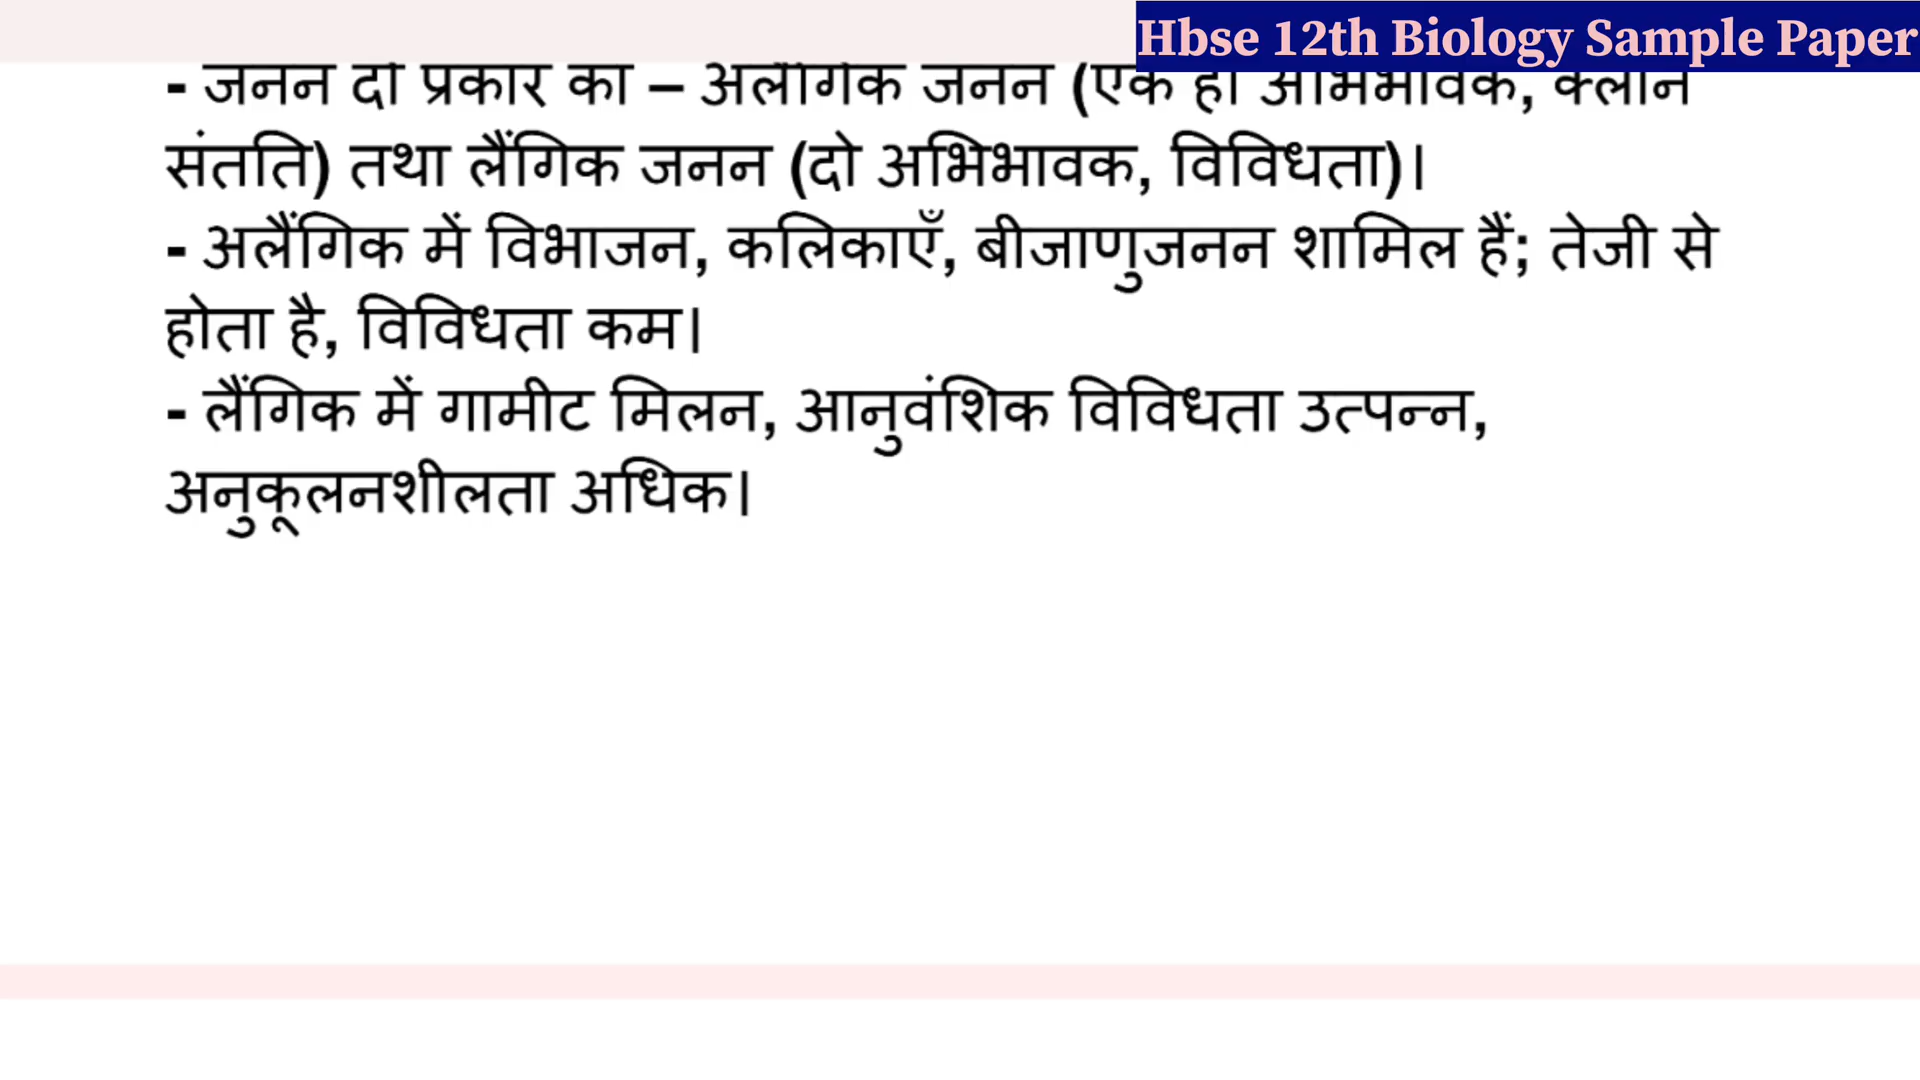 Hbse 12th Biology Sample Paper
- जनन दो प्रकार का – अलैंगिक जनन (एक ही अभिभावक, क्लोन
संतति) तथा लैंगिक जनन (दो अभिभावक, विविधता)।
- अलैंगिक में विभाजन, कलिकाएँ, बीजाणुजनन शामिल हैं; तेजी से
होता है, विविधता कम।
- लैंगिक में गामीट मिलन, आनुवंशिक विविधता उत्पन्न,
अनुकूलनशीलता अधिक।